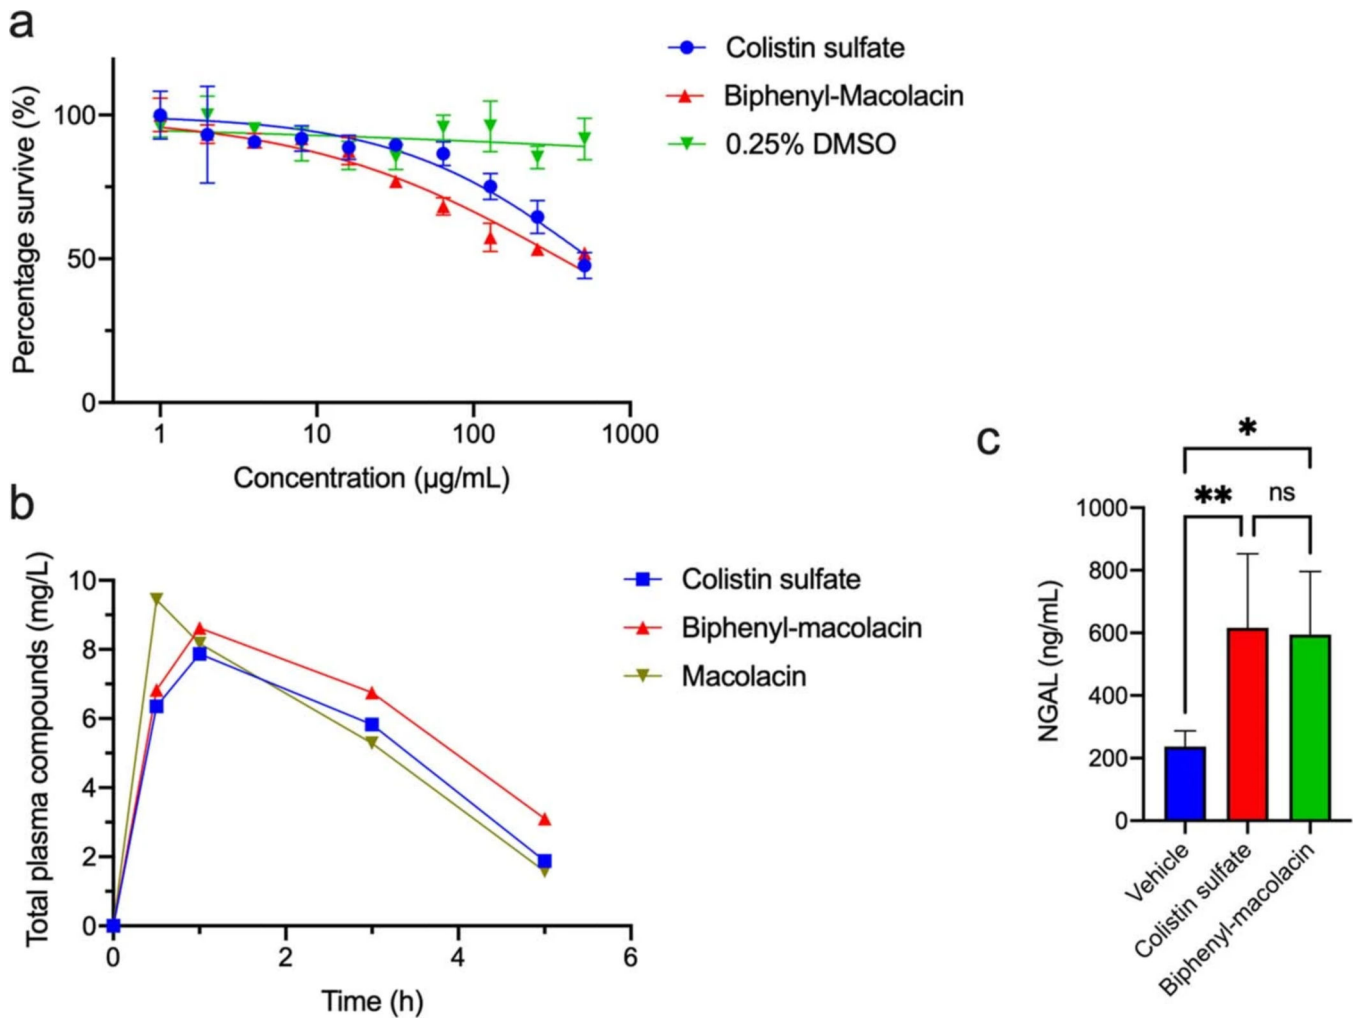 a
Colistin sulfate
Biphenyl-Macolacin
0.25% DMSO
Percentage survive (%)
100
50
0
1
10
100
1000
Concentration (µg/mL)
b
Colistin sulfate
Biphenyl-macolacin
Macolacin
Total plasma compounds (mg/L)
10
8
6
4
2
0
0
2
4
6
Time (h)
c
*
**
ns
NGAL (ng/mL)
1000
800
600
400
200
0
Vehicle
Colistin sulfate
Biphenyl-macolacin